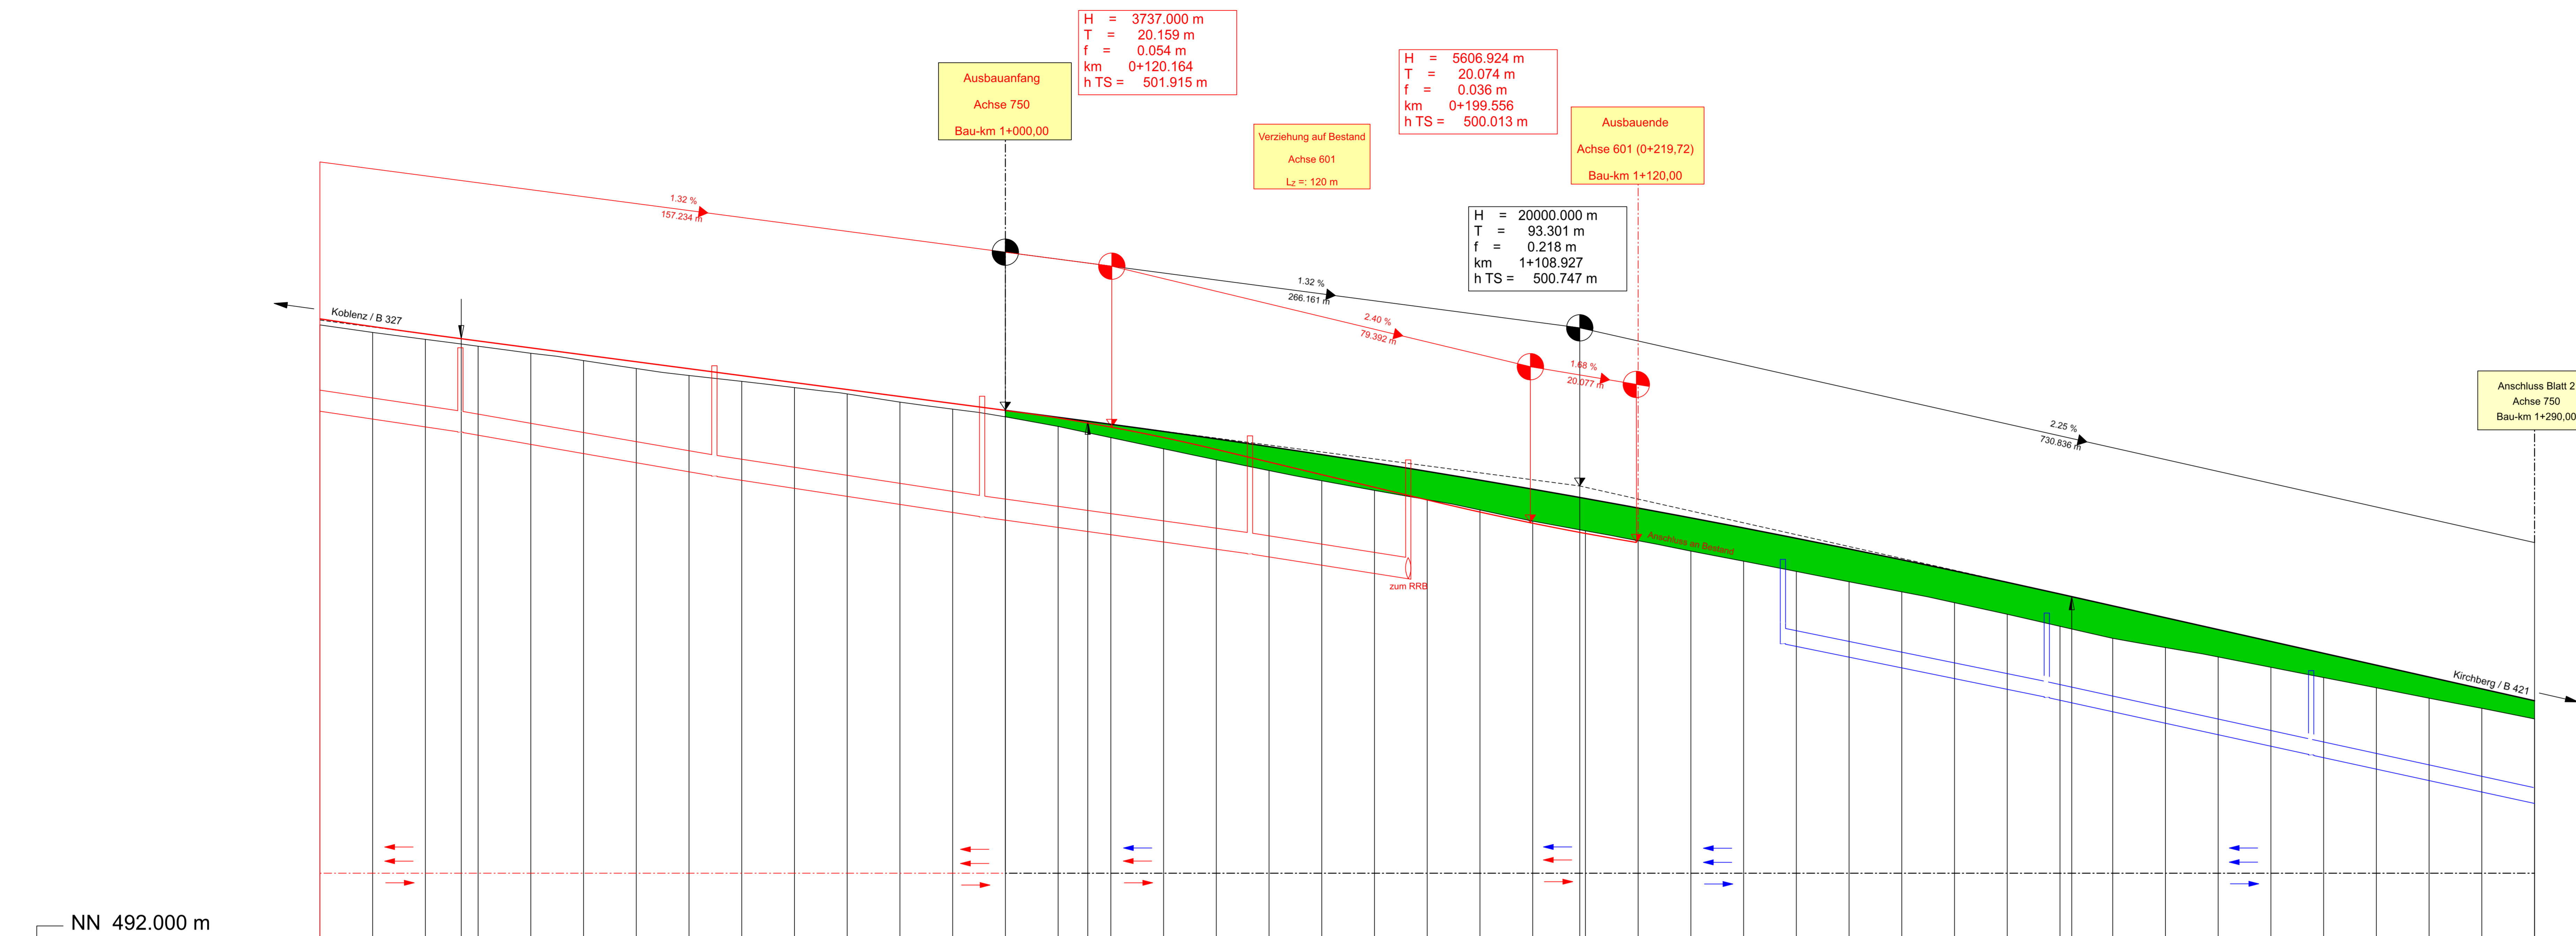 H = 3737.000 m
T = 20.159 m
f = 0.054 m
km 0+120.164
h TS = 501.915 m
Ausbauanfang
Achse 750
Bau-km 1+000,00
H = 5606.924 m
T = 20.074 m
f = 0.036 m
km 0+199.556
h TS = 500.013 m
Verziehung auf Bestand
Achse 601
Lz =: 120 m
Ausbauende
Achse 601 (0+219,72)
Bau-km 1+120,00
H = 20000.000 m
T = 93.301 m
f = 0.218 m
km 1+108.927
h TS = 500.747 m
1.32 %
157.234 m
1.32 %
266.161 m
2.40 %
79.392 m
1.68 %
20.077 m
2.25 %
730.836 m
Koblenz / B 327
Anschluss Blatt 2
Achse 750
Bau-km 1+290,00
Anschluss an Bestand
zum RRB
Kirchberg / B 421
NN 492.000 m